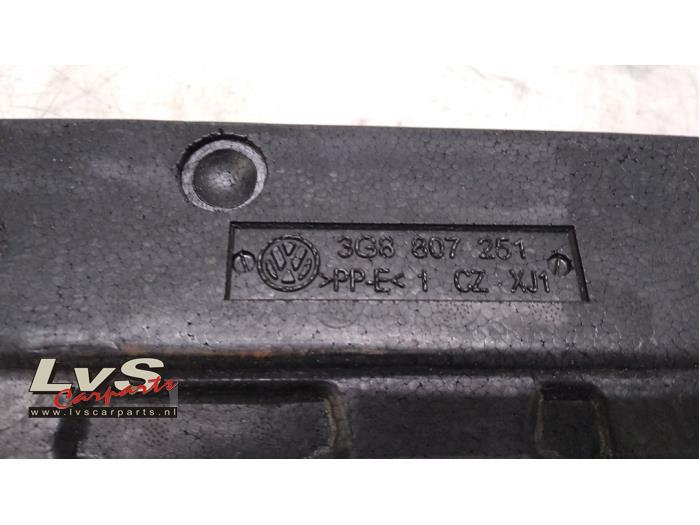 3G8 807 251
>PP-E< 1 CZ XJ1
LvS
Carparts
www.lvscarparts.nl